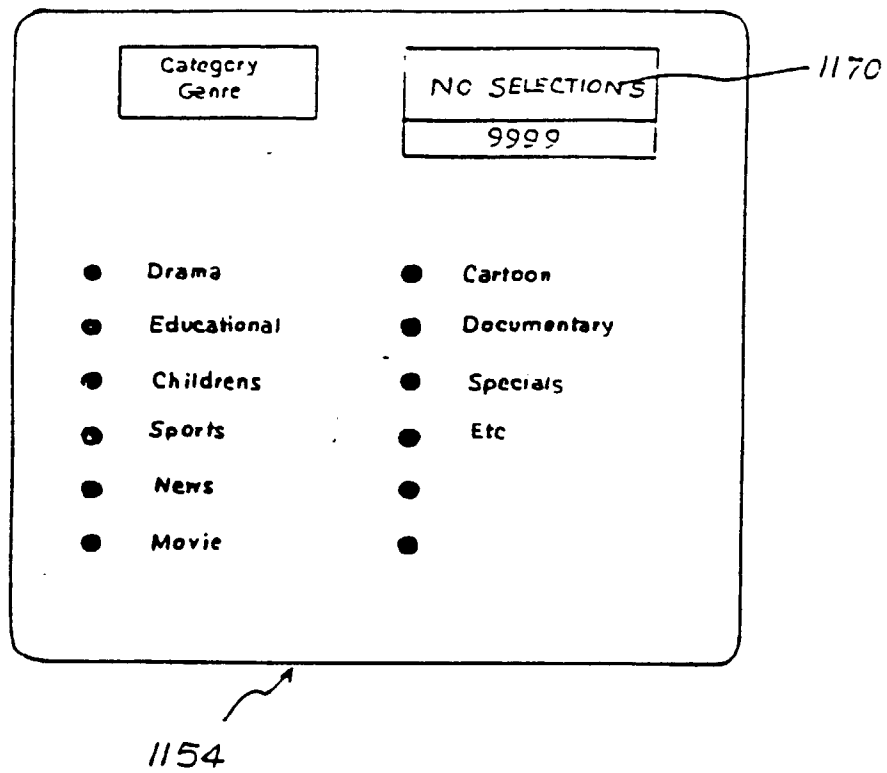 Category
Genre
NO SELECTIONS
1170
9999
Drama
Educational
Childrens
Sports
News
Movie
Cartoon
Documentary
Specials
Etc
1154